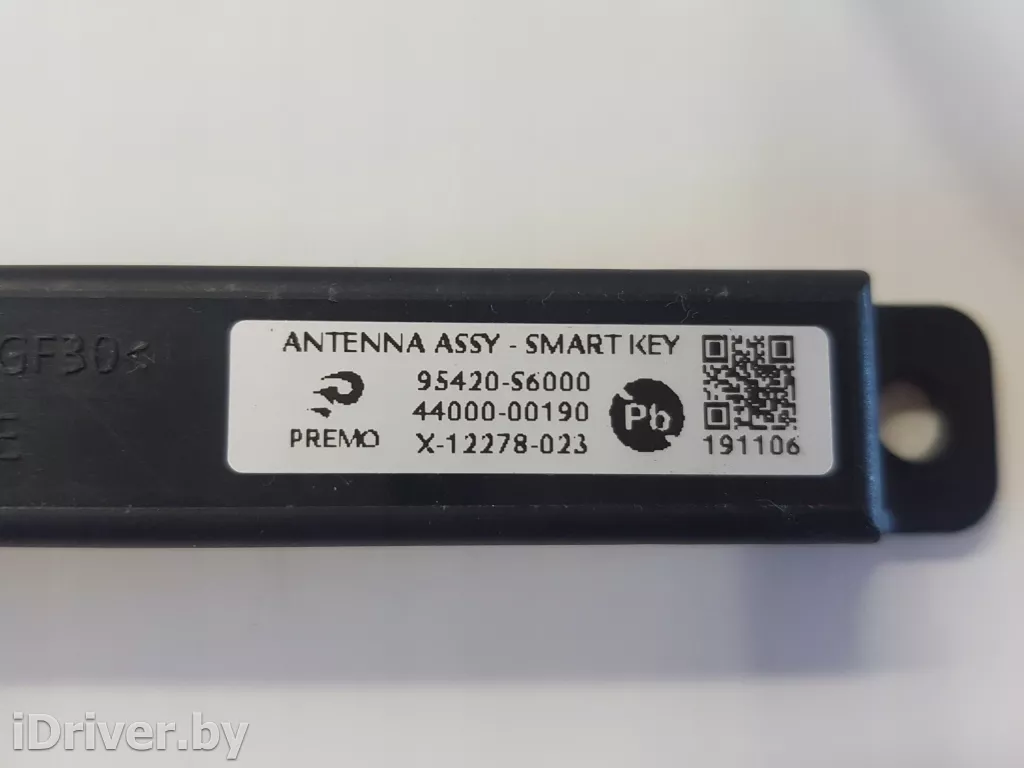 ANTENNA ASSY - SMART KEY
95420-S6000
44000-00190
PREMO X-12278-023
Pb
191106
GF30<
E
iDriver.by